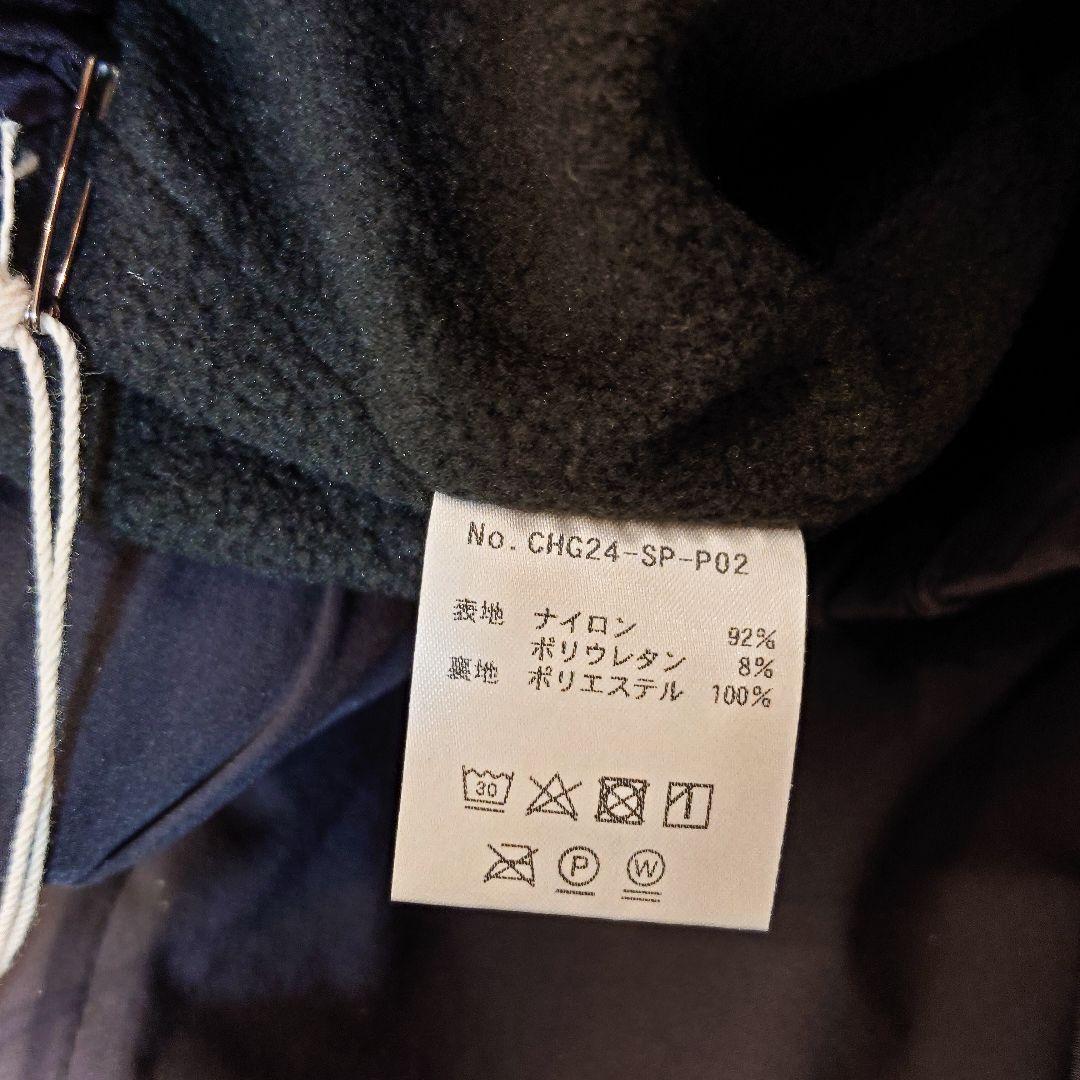 No. CHG24-SP-P02
表地 ナイロン 92%
ポリウレタン 8%
裏地 ポリエステル 100%
30
P W